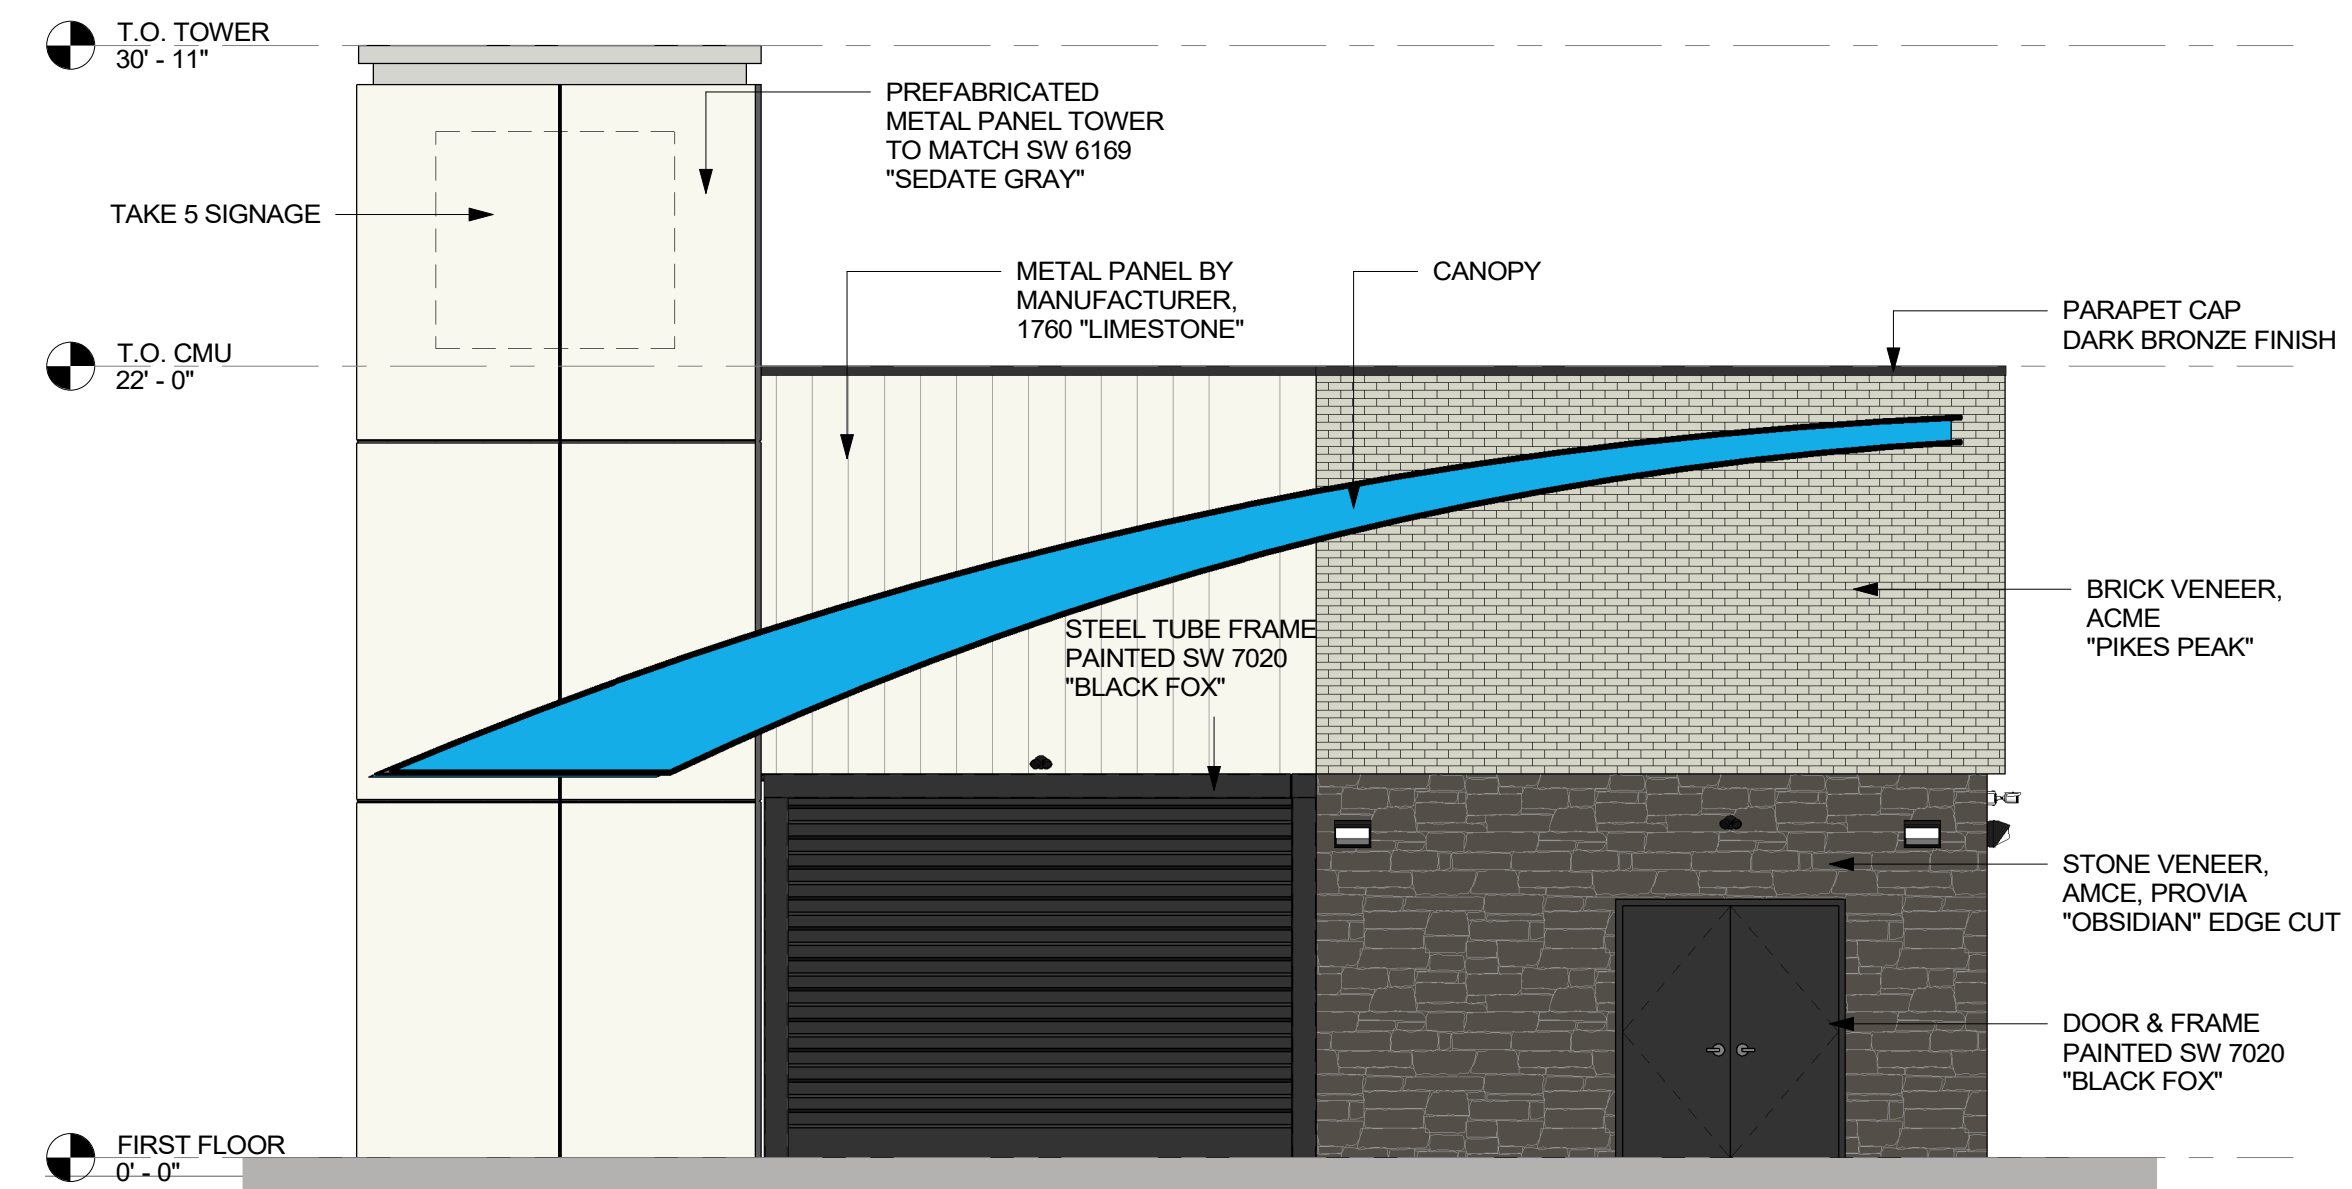 T.O. TOWER
30' - 11"
PREFABRICATED
METAL PANEL TOWER
TO MATCH SW 6169
"SEDATE GRAY"
TAKE 5 SIGNAGE
METAL PANEL BY
MANUFACTURER,
1760 "LIMESTONE"
CANOPY
PARAPET CAP
DARK BRONZE FINISH
T.O. CMU
22' - 0"
BRICK VENEER,
ACME
"PIKES PEAK"
STEEL TUBE FRAME
PAINTED SW 7020
"BLACK FOX"
STONE VENEER,
AMCE, PROVIA
"OBSIDIAN" EDGE CUT
DOOR & FRAME
PAINTED SW 7020
"BLACK FOX"
FIRST FLOOR
0' - 0"